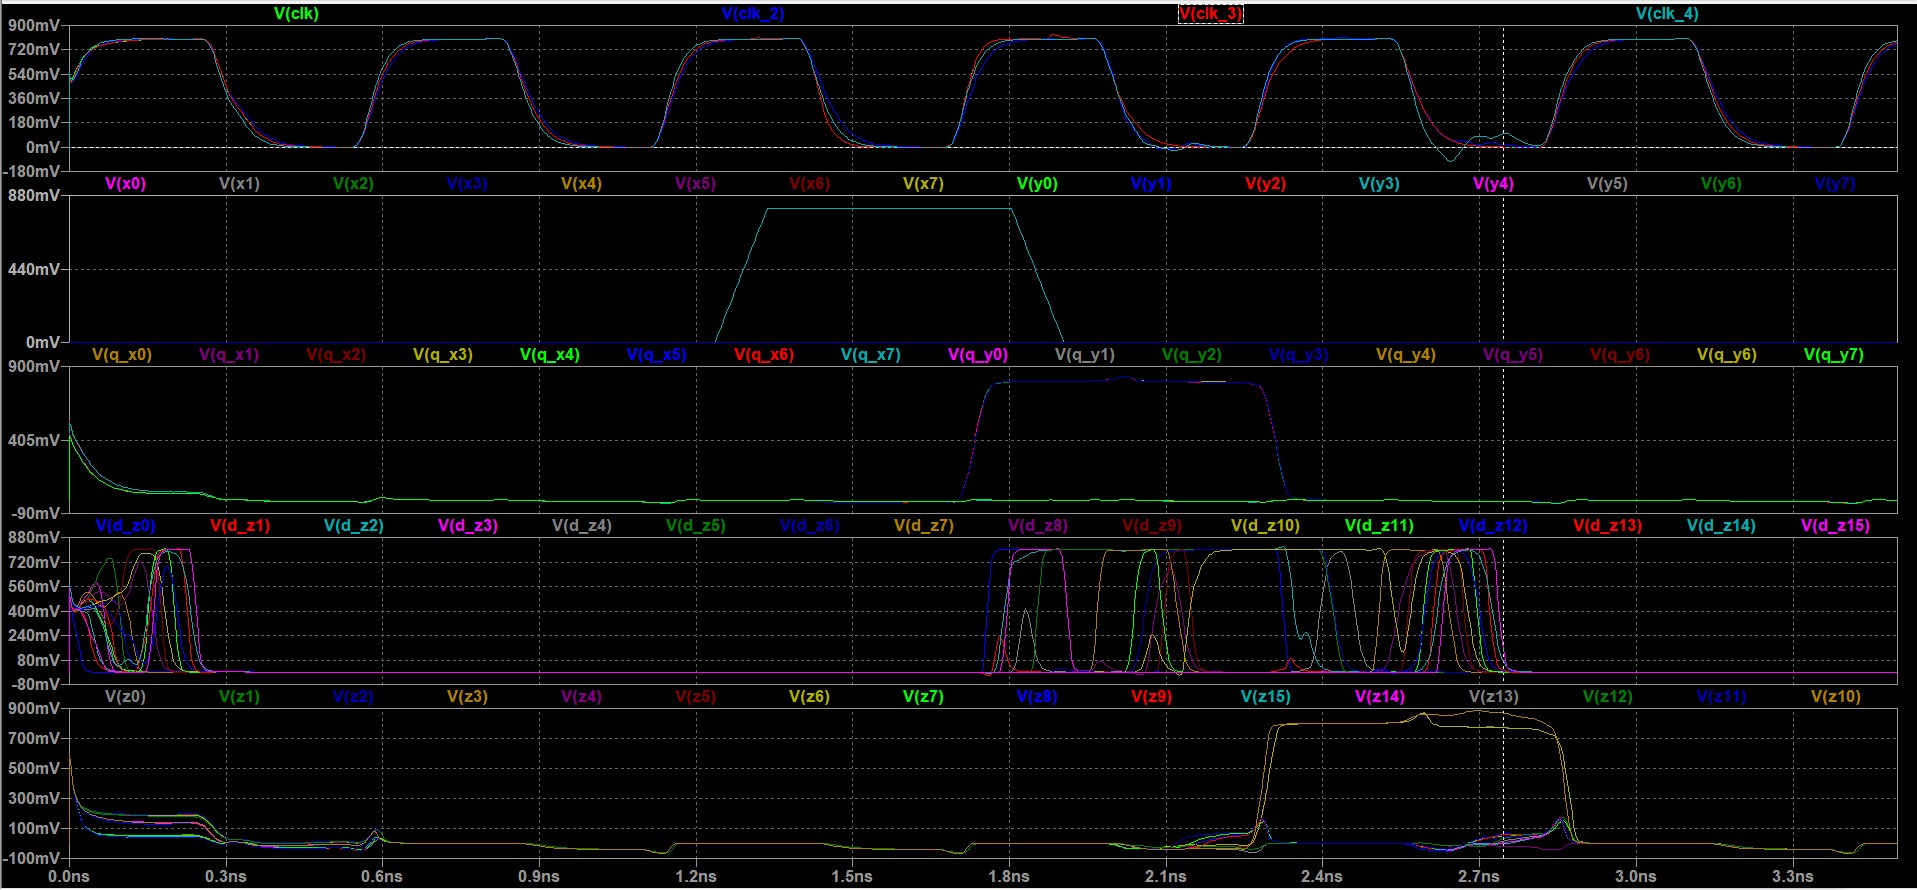 V(clk) V(clk_2) V(clk_3) V(clk_4)
900mV
720mV
540mV
360mV
180mV
0mV
-180mV
V(x0) V(x1) V(x2) V(x3) V(x4) V(x5) V(x6) V(x7) V(y0) V(y1) V(y2) V(y3) V(y4) V(y5) V(y6) V(y7)
880mV
440mV
0mV
V(q_x0) V(q_x1) V(q_x2) V(q_x3) V(q_x4) V(q_x5) V(q_x6) V(q_x7) V(q_y0) V(q_y1) V(q_y2) V(q_y3) V(q_y4) V(q_y5) V(q_y6) V(q_y6) V(q_y7)
900mV
405mV
-90mV
V(d_z0) V(d_z1) V(d_z2) V(d_z3) V(d_z4) V(d_z5) V(d_z6) V(d_z7) V(d_z8) V(d_z9) V(d_z10) V(d_z11) V(d_z12) V(d_z13) V(d_z14) V(d_z15)
880mV
720mV
560mV
400mV
240mV
80mV
-80mV
V(z0) V(z1) V(z2) V(z3) V(z4) V(z5) V(z6) V(z7) V(z8) V(z9) V(z15) V(z14) V(z13) V(z12) V(z11) V(z10)
900mV
700mV
500mV
300mV
100mV
-100mV
0.0ns 0.3ns 0.6ns 0.9ns 1.2ns 1.5ns 1.8ns 2.1ns 2.4ns 2.7ns 3.0ns 3.3ns